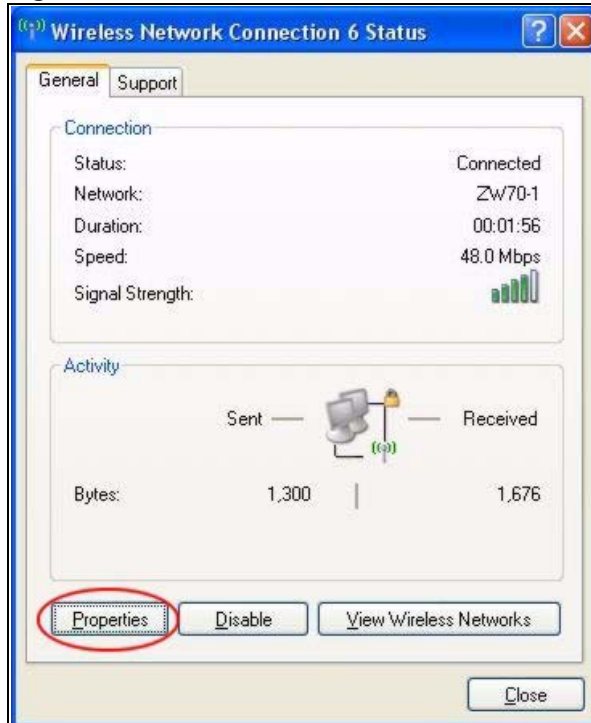 Wireless Network Connection 6 Status
General Support
Connection
Status: Connected
Network: ZW70-1
Duration: 00:01:56
Speed: 48.0 Mbps
Signal Strength:
Activity
Sent — — Received
Bytes: 1,300 | 1,676
Properties Disable View Wireless Networks
Close